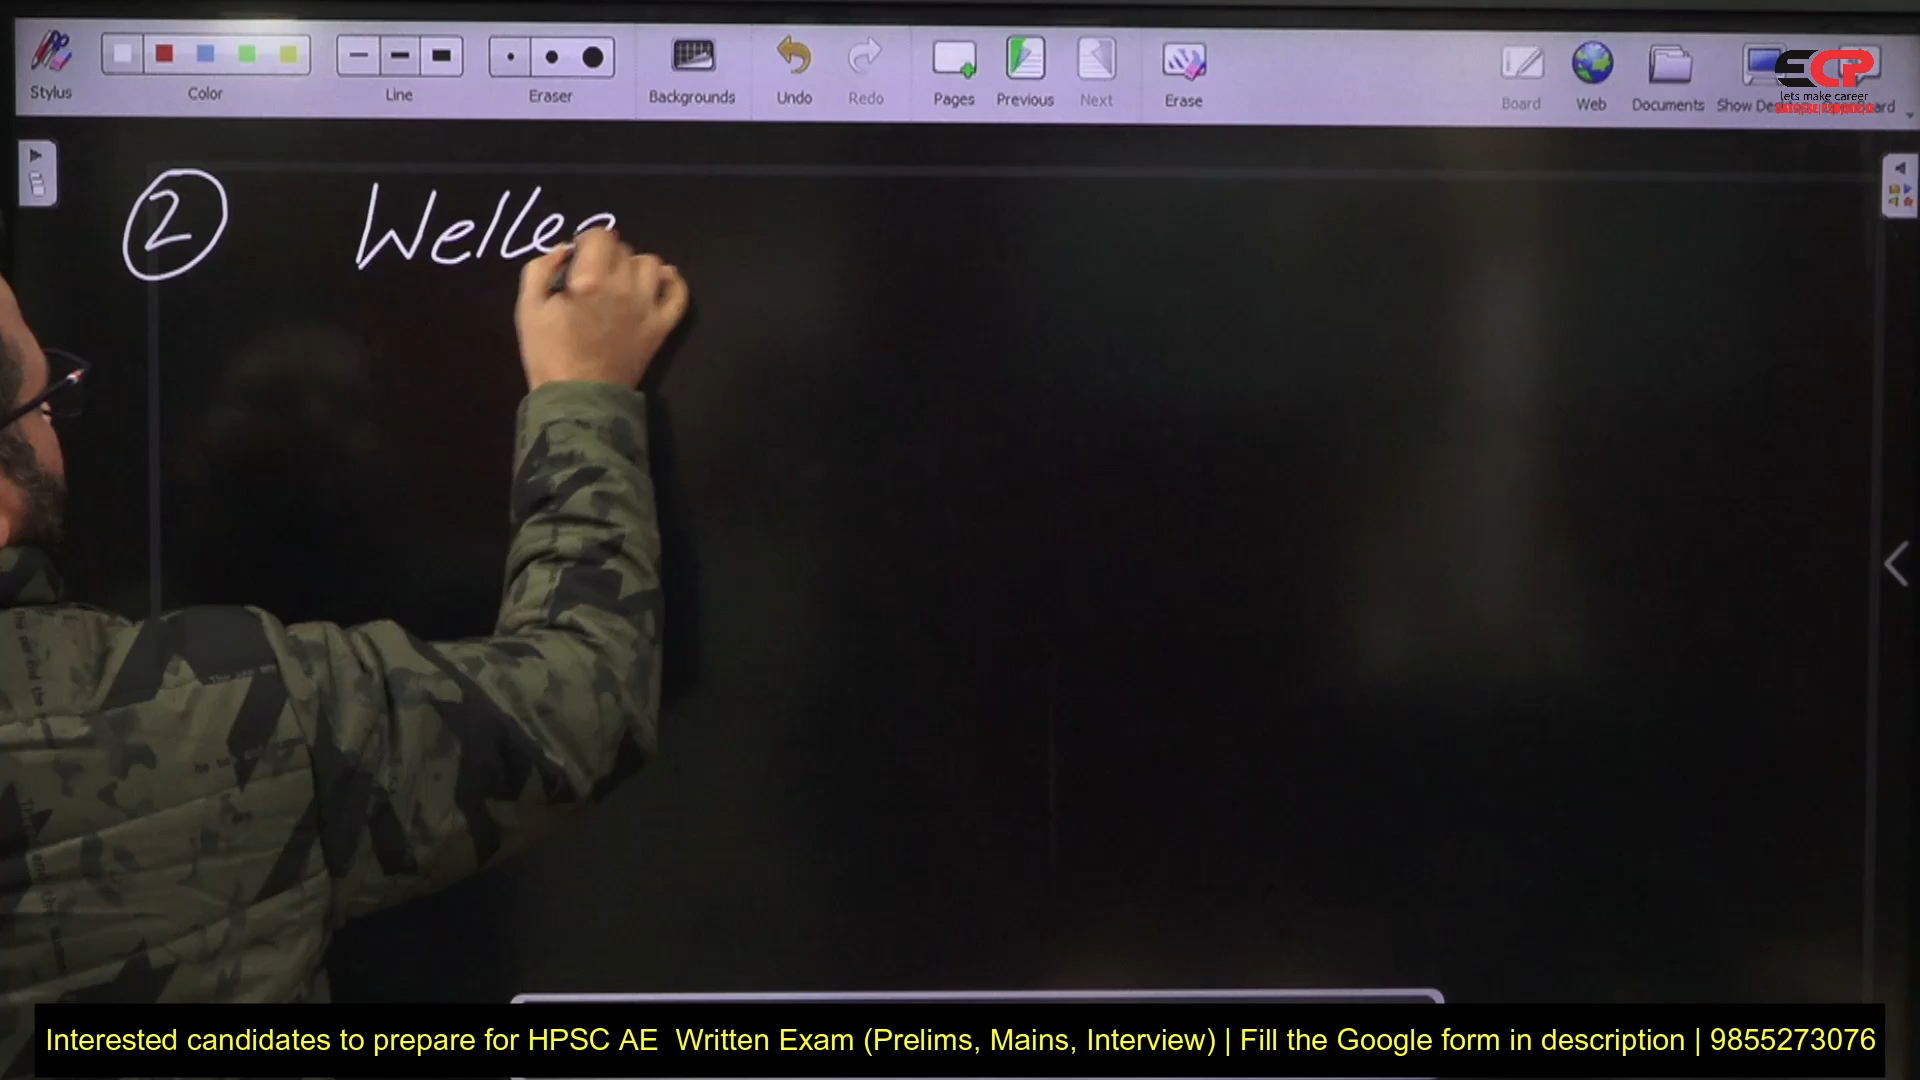 Stylus
Color
Line
Eraser
Backgrounds
Undo
Redo
Pages
Previous
Next
Erase
Board
Web
Documents
ECP
lets make career
② Welle
Interested candidates to prepare for HPSC AE Written Exam (Prelims, Mains, Interview) | Fill the Google form in description | 9855273076